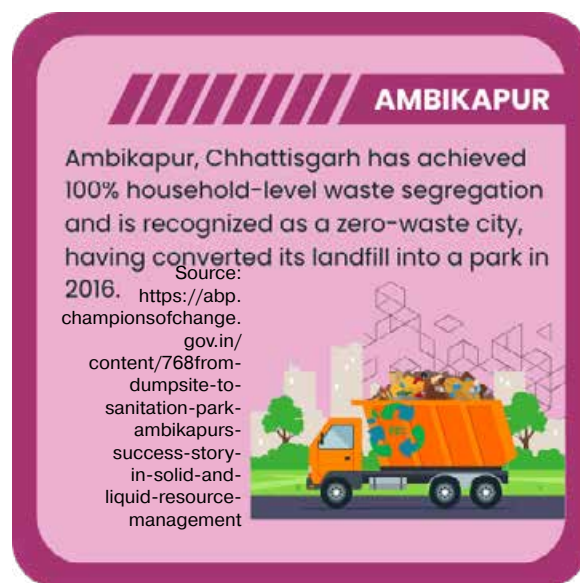 AMBIKAPUR
Ambikapur, Chhattisgarh has achieved
100% household-level waste segregation
and is recognized as a zero-waste city,
having converted its landfill into a park in
2016.
Source:
https://abp.
championsofchange.
gov.in/
content/768from-
dumpsite-to-
sanitation-park-
ambikapurs-
success-story-
in-solid-and-
liquid-resource-
management